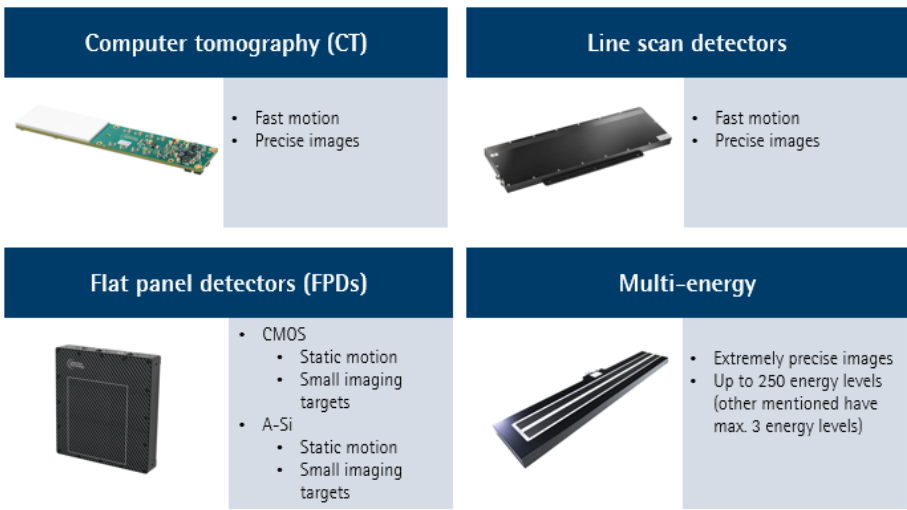 Computer tomography (CT)
• Fast motion
• Precise images
Line scan detectors
• Fast motion
• Precise images
Flat panel detectors (FPDs)
• CMOS
• Static motion
• Small imaging
targets
• A-Si
• Static motion
• Small imaging
targets
Multi-energy
• Extremely precise images
• Up to 250 energy levels
(other mentioned have
max. 3 energy levels)